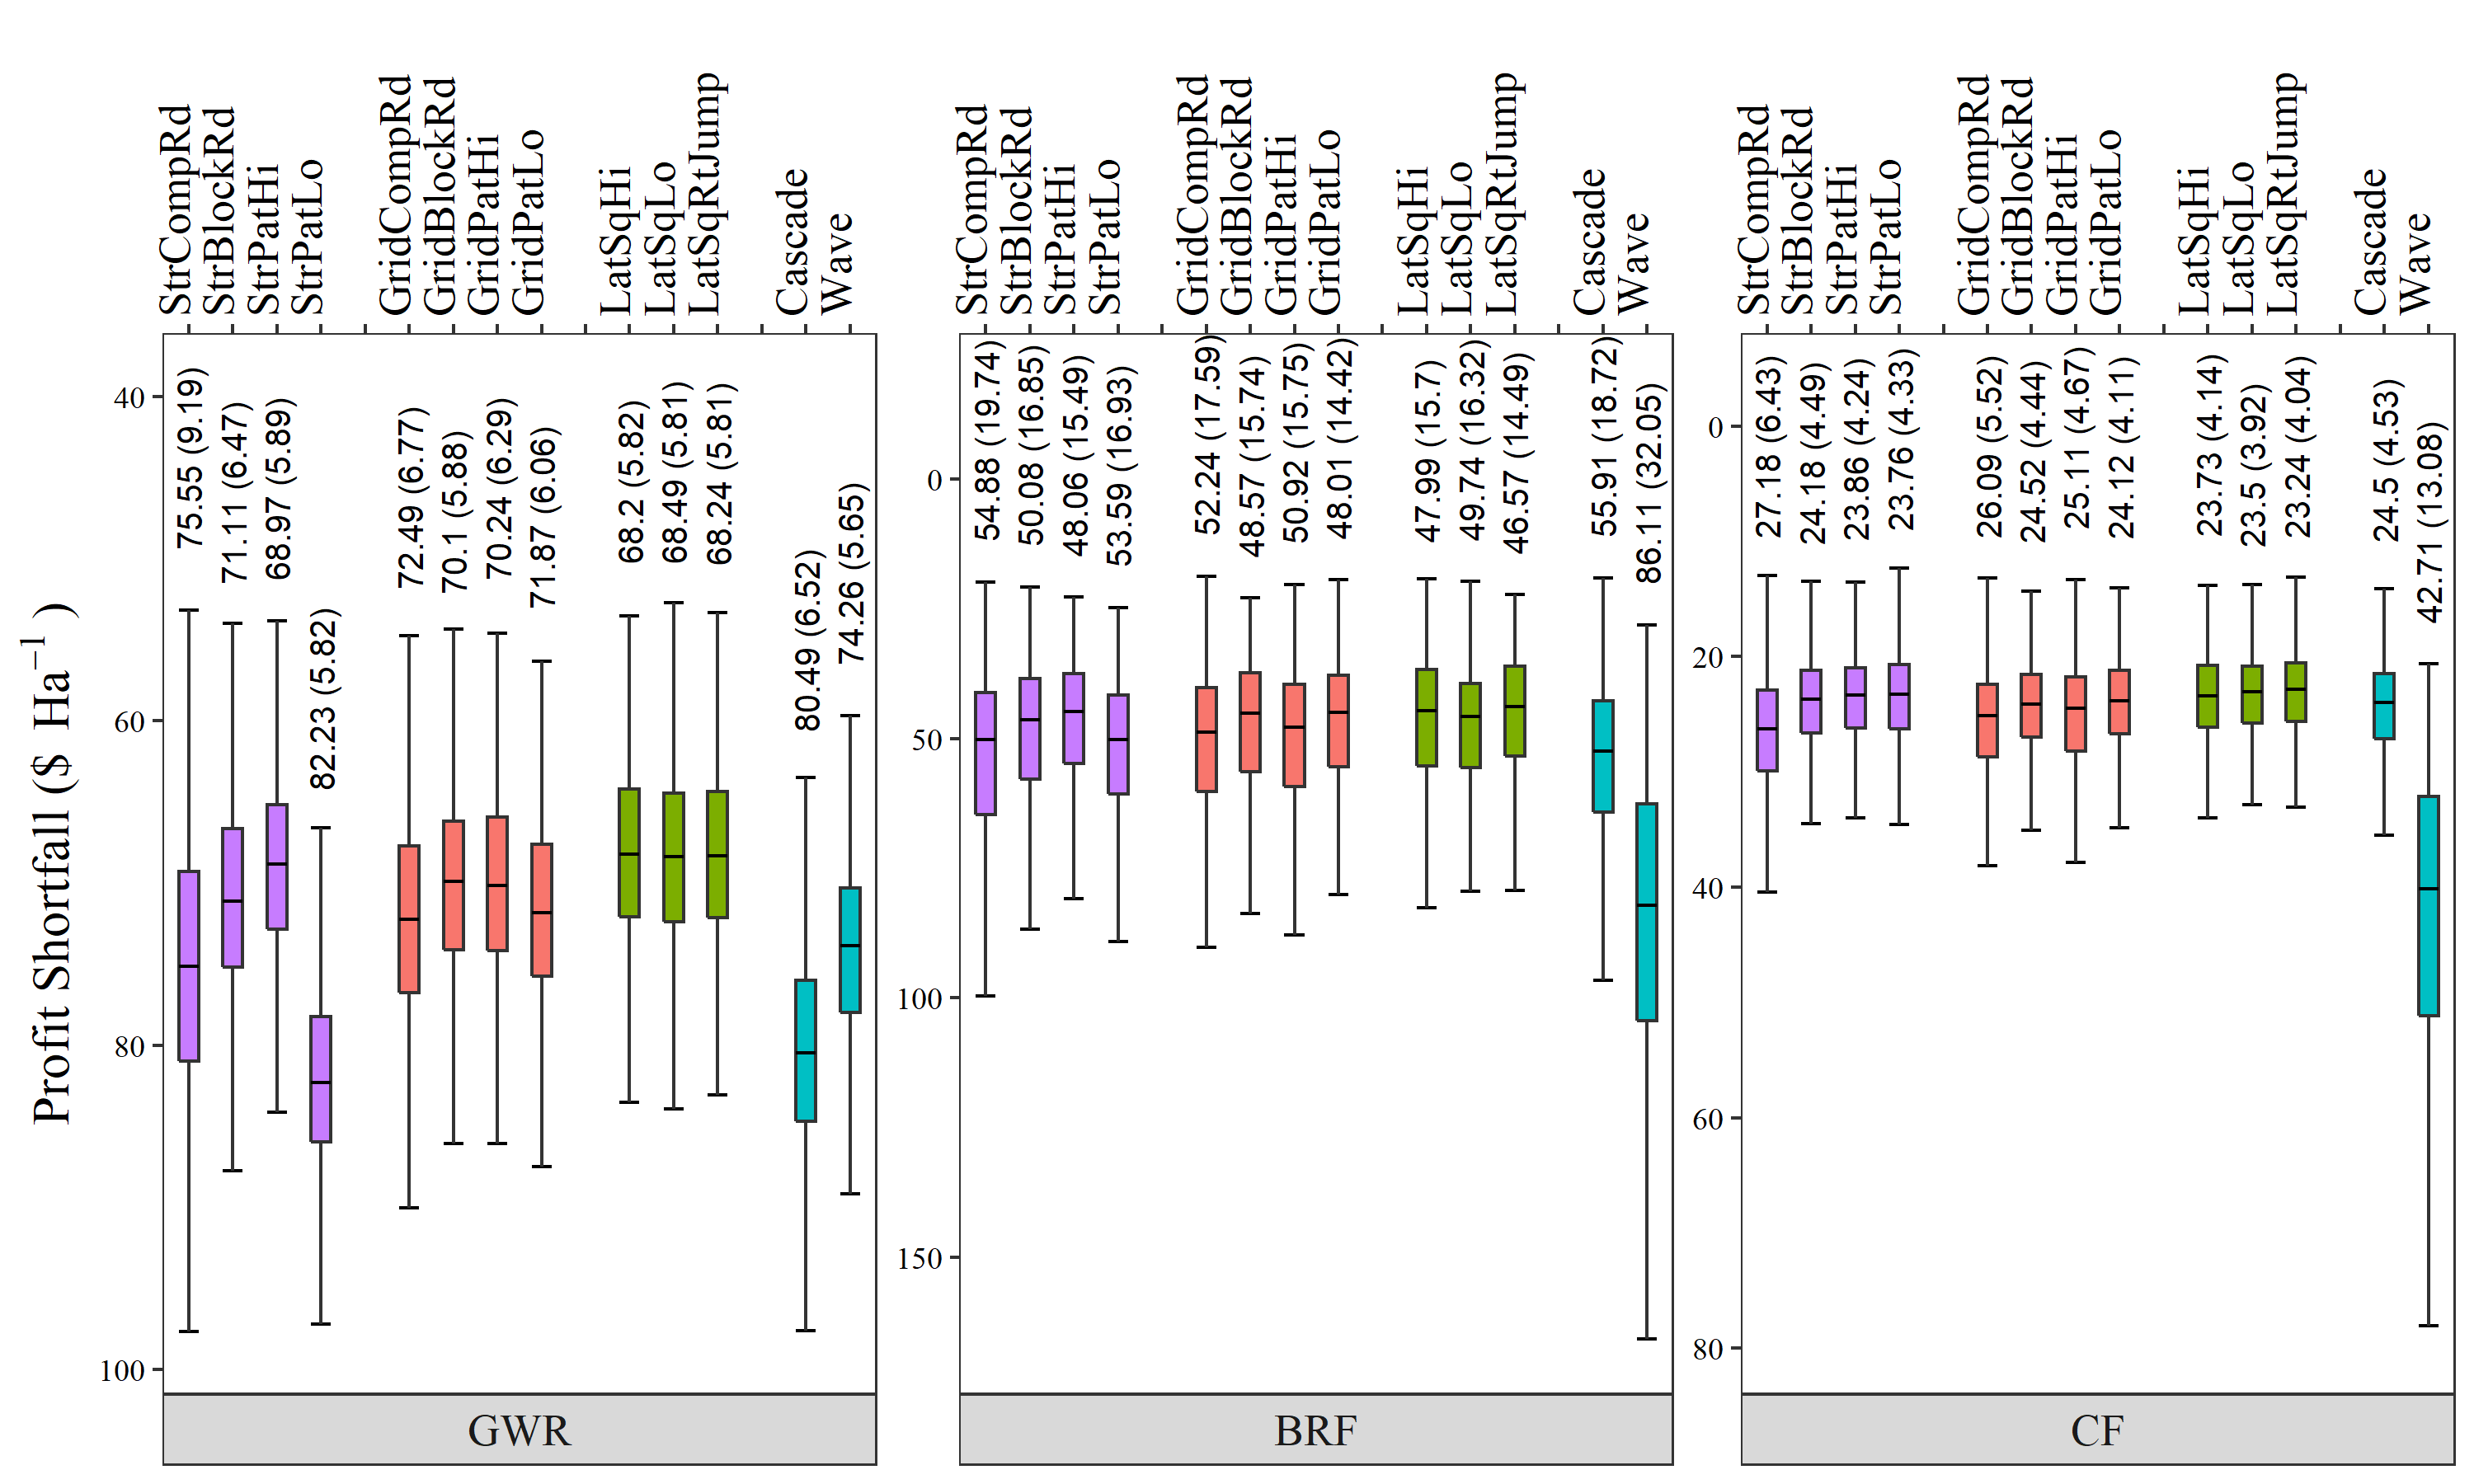 Profit Shortfall ($ Ha−1)
StrCompRd
StrBlockRd
StrPatHi
StrPatLo
GridCompRd
GridBlockRd
GridPatHi
GridPatLo
LatSqHi
LatSqLo
LatSqRtJump
Cascade
Wave
40
60
80
100
75.55 (9.19)
71.11 (6.47)
68.97 (5.89)
82.23 (5.82)
72.49 (6.77)
70.1 (5.88)
70.24 (6.29)
71.87 (6.06)
68.2 (5.82)
68.49 (5.81)
68.24 (5.81)
80.49 (6.52)
74.26 (5.65)
GWR
StrCompRd
StrBlockRd
StrPatHi
StrPatLo
GridCompRd
GridBlockRd
GridPatHi
GridPatLo
LatSqHi
LatSqLo
LatSqRtJump
Cascade
Wave
0
50
100
150
54.88 (19.74)
50.08 (16.85)
48.06 (15.49)
53.59 (16.93)
52.24 (17.59)
48.57 (15.74)
50.92 (15.75)
48.01 (14.42)
47.99 (15.7)
49.74 (16.32)
46.57 (14.49)
55.91 (18.72)
86.11 (32.05)
BRF
StrCompRd
StrBlockRd
StrPatHi
StrPatLo
GridCompRd
GridBlockRd
GridPatHi
GridPatLo
LatSqHi
LatSqLo
LatSqRtJump
Cascade
Wave
0
20
40
60
80
27.18 (6.43)
24.18 (4.49)
23.86 (4.24)
23.76 (4.33)
26.09 (5.52)
24.52 (4.44)
25.11 (4.67)
24.12 (4.11)
23.73 (4.14)
23.5 (3.92)
23.24 (4.04)
24.5 (4.53)
42.71 (13.08)
CF